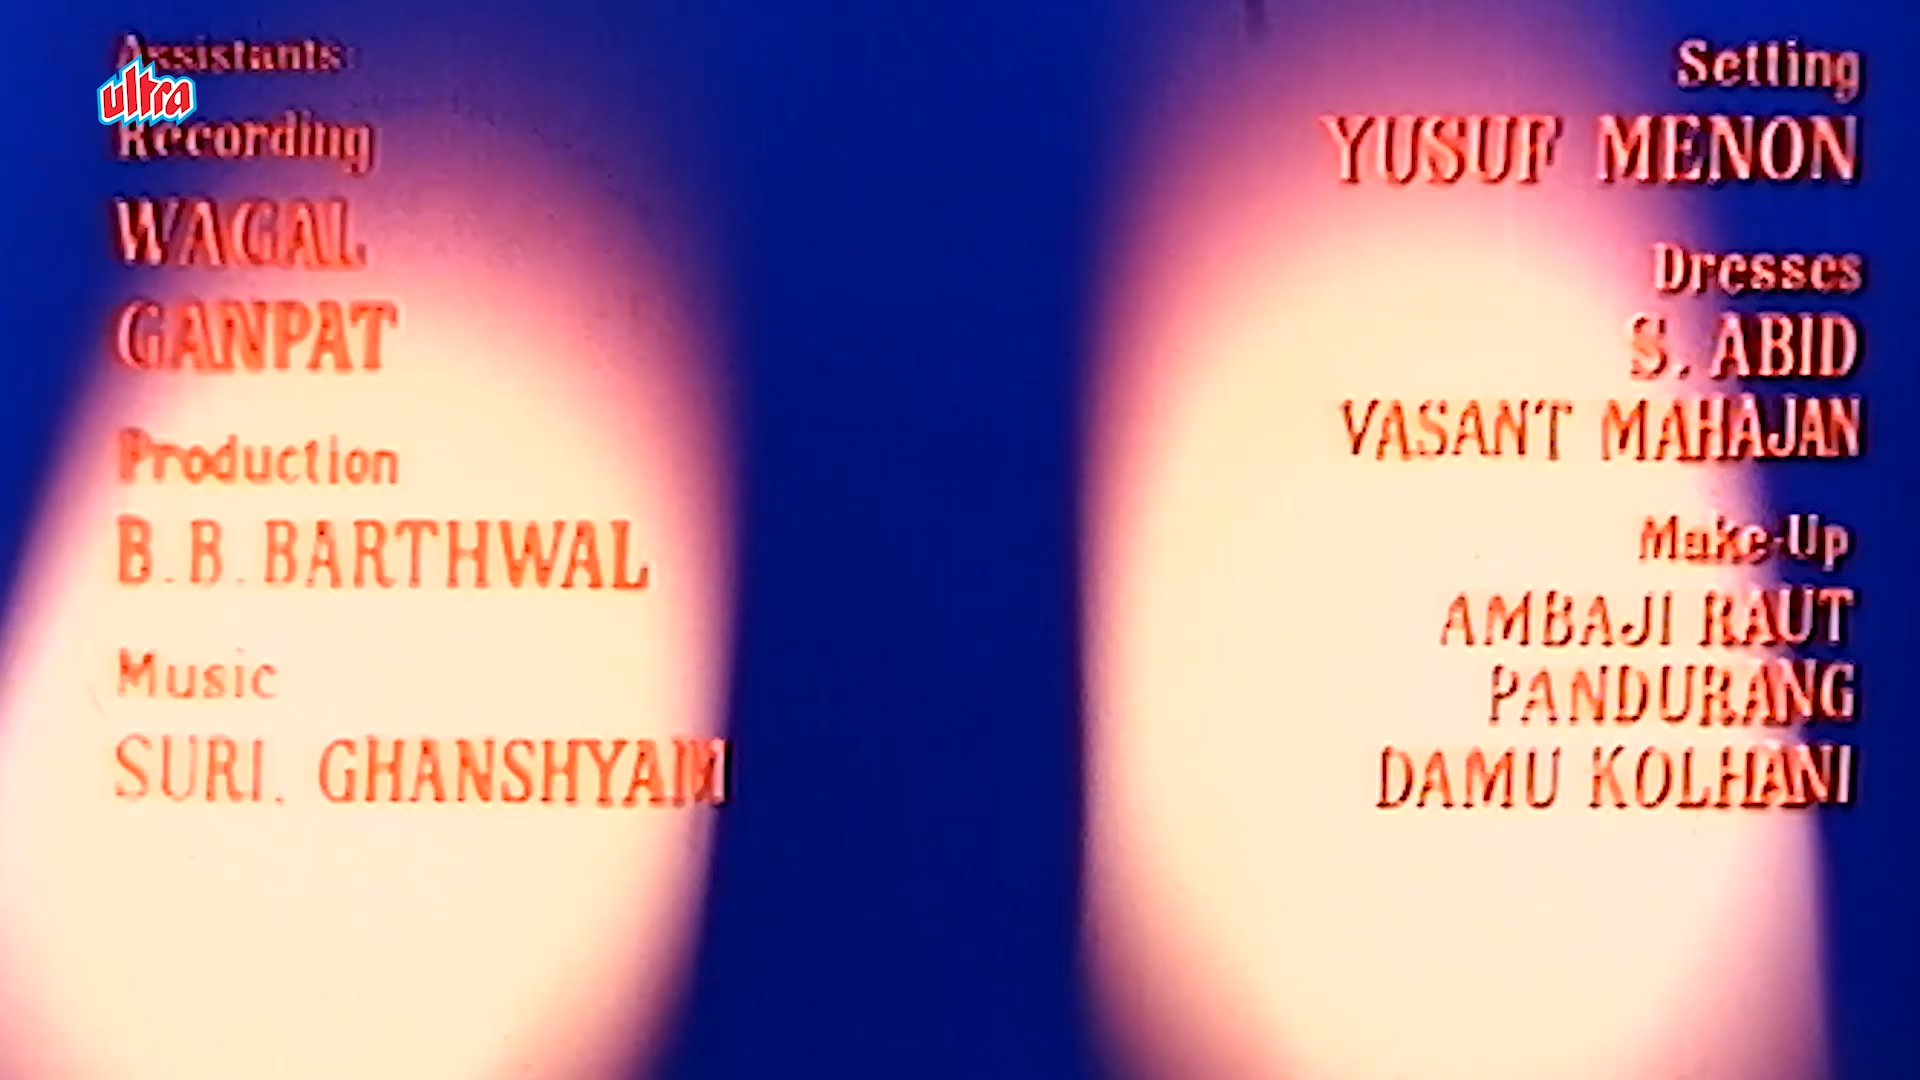 Assistants:
ultra
Recording
WAGAL
GANPAT
Production
B. B. BARTHWAL
Music
SURI. GHANSHYAM
Setting
YUSUF MENON
Dresses
S. ABID
VASANT MAHAJAN
Make-Up
AMBAJI RAUT
PANDURANG
DAMU KOLHANI